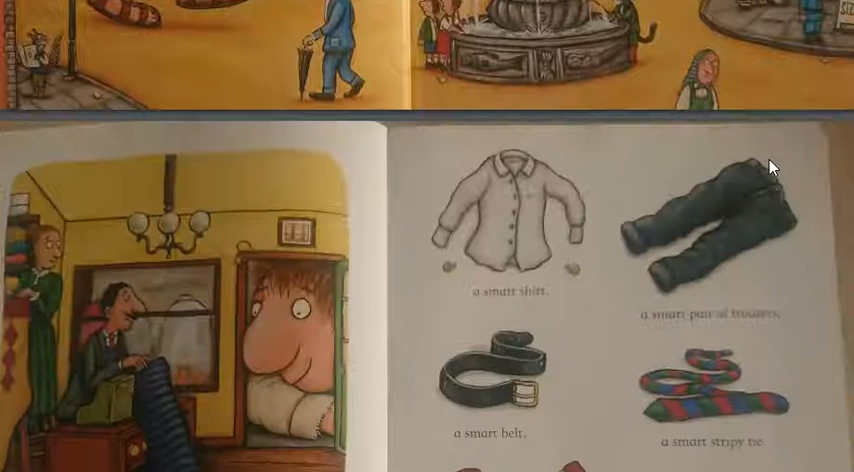 a smart shirt,
a smart pair of trousers,
a smart belt,
a smart stripy tie